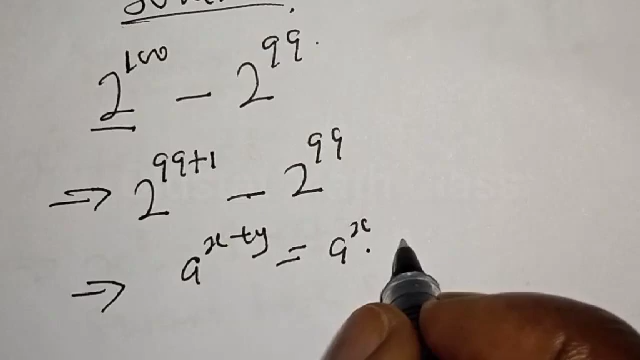 2^100 - 2^99.
⇒ 2^99+1 - 2^99
⇒ a^x+y = a^x.